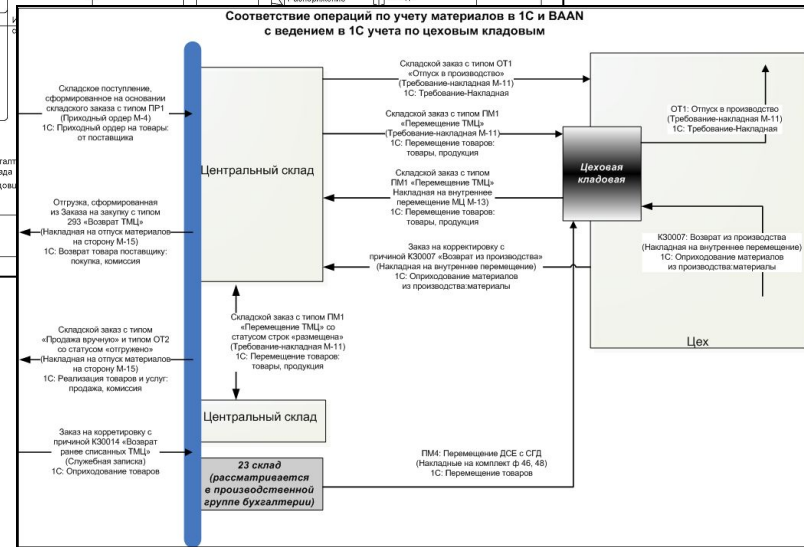 Распоряжение
Соответствие операций по учету материалов в 1С и BAAN
с ведением в 1С учета по цеховым кладовым
Складское поступление,
сформированное на основании
складского заказа с типом ПР1
(Приходный ордер М-4)
1С: Приходный ордер на товары:
от поставщика
Отгрузка, сформированная
из Заказа на закупку с типом
293 «Возврат ТМЦ»
(Накладная на отпуск материалов
на сторону М-15)
1С: Возврат товара поставщику:
покупка, комиссия
Складской заказ с типом
«Продажа вручную» и типом ОТ2
со статусом «отгружено»
(Накладная на отпуск материалов
на сторону М-15)
1С: Реализация товаров и услуг:
продажа, комиссия
Заказ на корретировку с
причиной К30014 «Возврат
ранее списанных ТМЦ»
(Служебная записка)
1С: Оприходование товаров
Центральный склад
Складской заказ с типом ПМ1
«Перемещение ТМЦ» со
статусом строк «размещена»
(Требование-накладная М-11)
1С: Перемещение товаров:
товары, продукция
Центральный склад
23 склад
(рассматривается
в производственной
группе бухгалтерии)
Складской заказ с типом ОТ1
«Отпуск в производство»
(Требование-накладная М-11)
1С: Требование-Накладная
Складской заказ с типом ПМ1
«Перемещение ТМЦ»
(Требование-накладная М-11)
1С: Перемещение товаров:
товары, продукция
Складской заказ с типом
ПМ1 «Перемещение ТМЦ»
Накладная на внутреннее
перемещение МЦ М-13)
1С: Перемещение товаров:
товары, продукция
Заказ на корректировку с
причиной К30007 «Возврат из производства»
(Накладная на внутреннее перемещение)
1С: Оприходование материалов
из производства:материалы
ПМ4: Перемещение ДСЕ с СГД
(Накладные на комплект ф 46, 48)
1С: Перемещение товаров
Цеховая
кладовая
ОТ1: Отпуск в производство
(Требование-накладная М-11)
1С: Требование-Накладная
К30007: Возврат из производства
(Накладная на внутреннее перемещение)
1С: Оприходование материалов
из производства:материалы
Цех